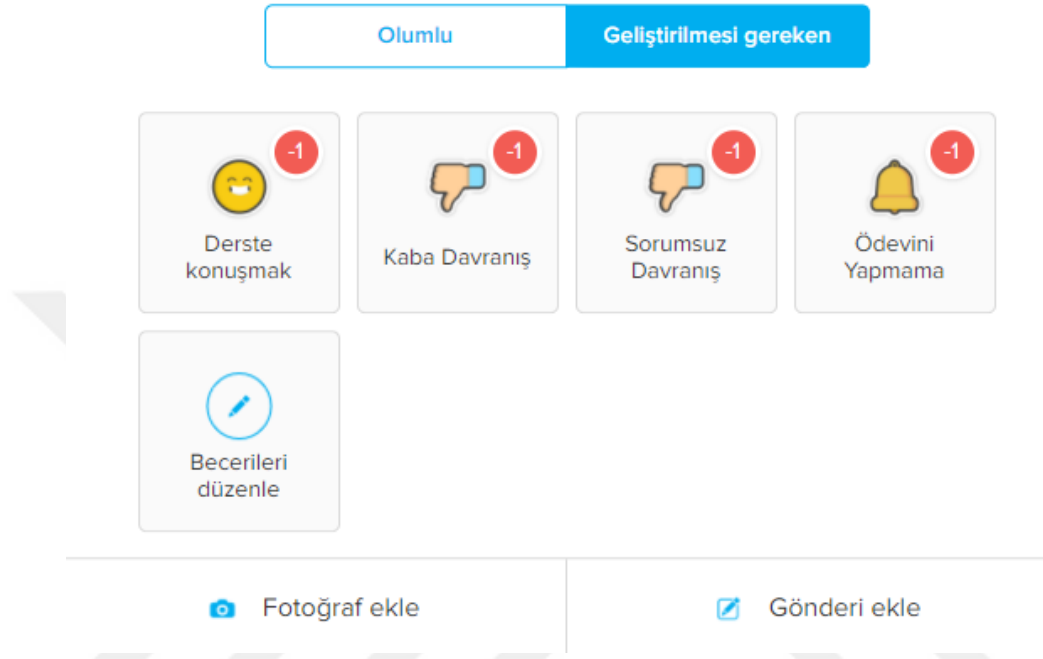 Olumlu
Geliştirilmesi gereken
-1
-1
-1
-1
Derste
konuşmak
Kaba Davranış
Sorumsuz
Davranış
Ödevini
Yapmama
Becerileri
düzenle
Fotoğraf ekle
Gönderi ekle